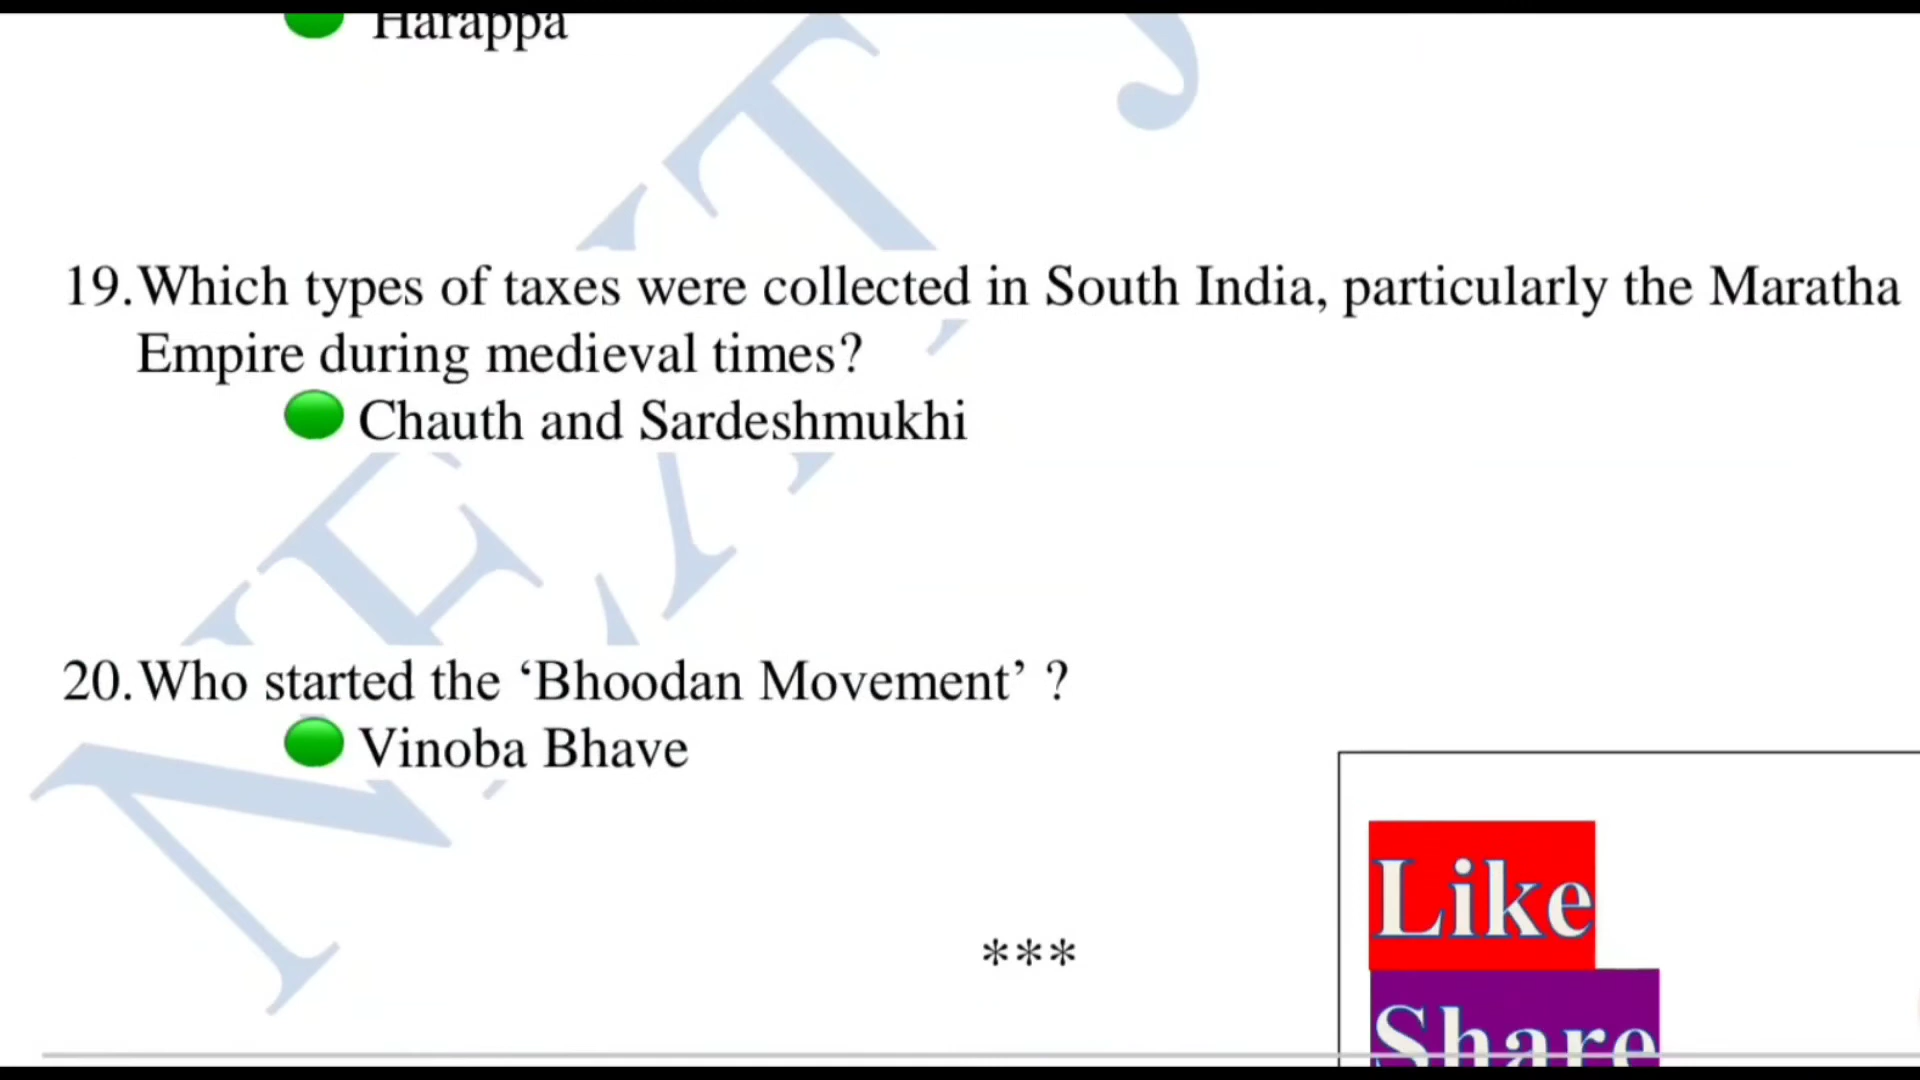 Harappa
19.Which types of taxes were collected in South India, particularly the Maratha
Empire during medieval times?
Chauth and Sardeshmukhi
20.Who started the ‘Bhoodan Movement’ ?
Vinoba Bhave
***
Like
Share